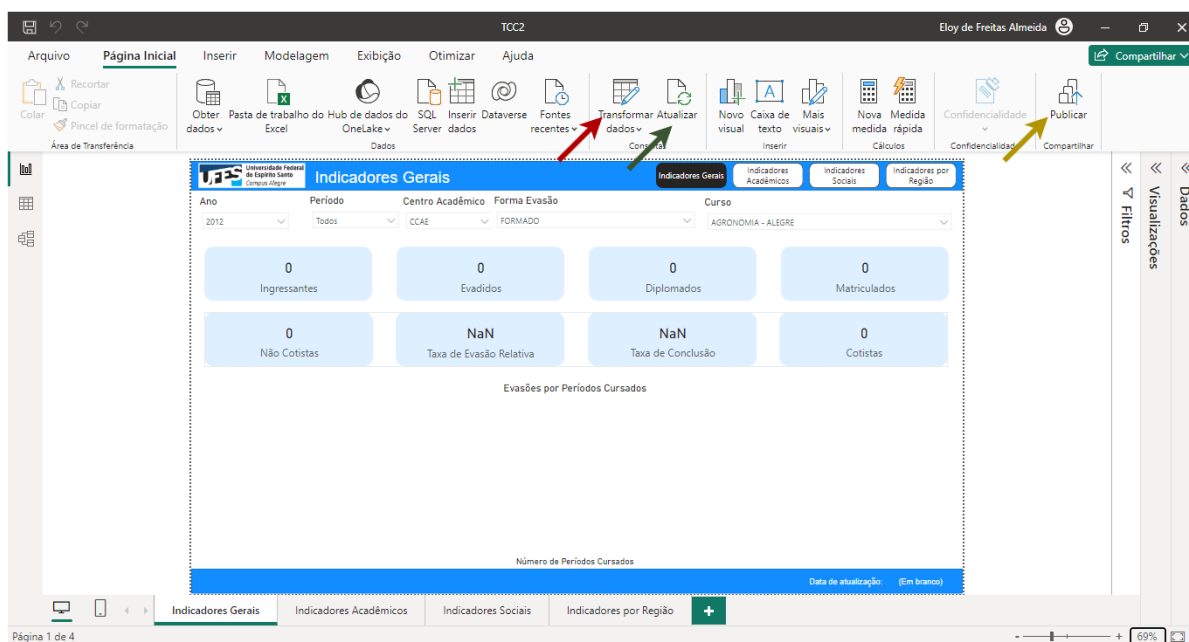 TCC2
Eloy de Freitas Almeida
Arquivo Página Inicial Inserir Modelagem Exibição Otimizar Ajuda
Compartilhar
Colar
Recortar
Copiar
Pincel de formatação
Área de Transferência
Obter dados
Pasta de trabalho do Excel
Hub de dados do OneLake
SQL Server
Inserir dados
Dataverse
Fontes recentes
Dados
Transformar dados
Atualizar
Consultas
Novo visual
Caixa de texto
Mais visuais
Inserir
Nova medida
Medida rápida
Cálculos
Confidencialidade
Confidencialidade
Publicar
Compartilhar
UFES
Universidade Federal
do Espírito Santo
Campus Alegre
Indicadores Gerais
Indicadores Gerais
Indicadores
Acadêmicos
Indicadores
Sociais
Indicadores por
Região
Ano Período Centro Acadêmico Forma Evasão Curso
2012 Todos CCAE FORMADO AGRONOMIA - ALEGRE
0 0 0 0
Ingressantes Evadidos Diplomados Matriculados
0 NaN NaN 0
Não Cotistas Taxa de Evasão Relativa Taxa de Conclusão Cotistas
Evasões por Períodos Cursados
Número de Períodos Cursados
Data de atualização: (Em branco)
Filtros
Visualizações
Dados
Indicadores Gerais Indicadores Acadêmicos Indicadores Sociais Indicadores por Região +
Página 1 de 4
- + 69%